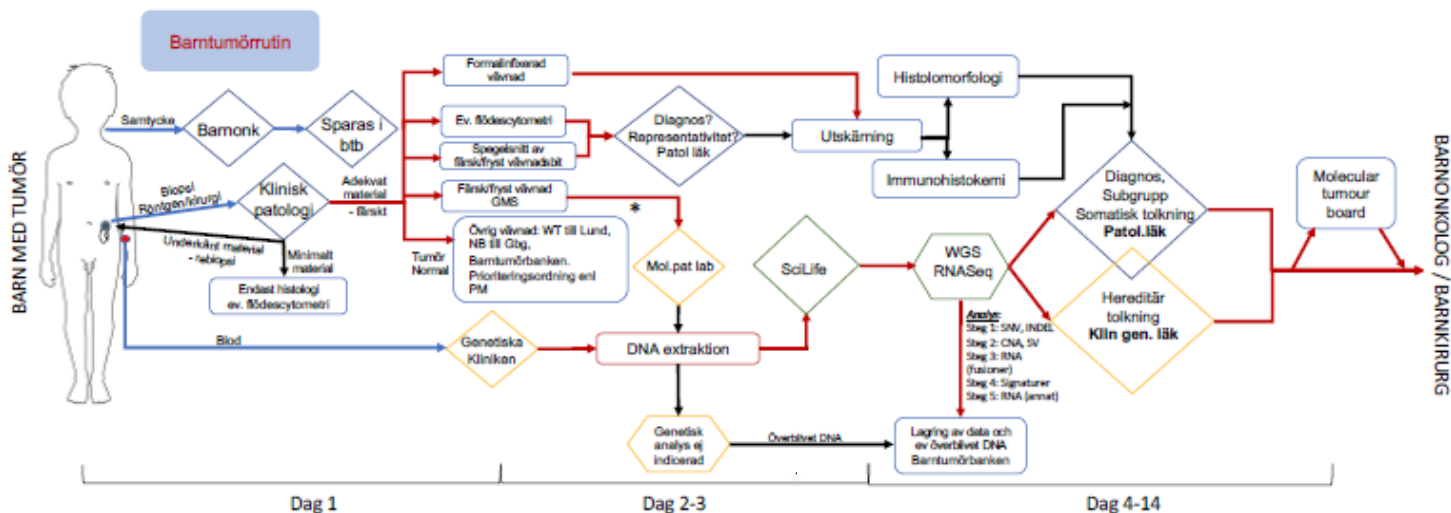 Barntumörrutin
BARN MED TUMÖR
Samtycke
Barnonk
Sparas i
btb
Biopsi
Röntgen/kirurgi
Klinisk
patologi
Adekvat
material
- färskt
Underkänt material
- rebiopsi
Minimalt
material
Endast histologi
ev. flödescytometri
Blod
Formalinfixerad
vävnad
Ev. flödescytometri
Spegelsnitt av
färsk/fryst vävnadsbit
Färsk/fryst vävnad
GMS
*
Tumör
Normal
Övrig vävnad: WT till Lund,
NB till Gbg,
Barntumörbanken.
Prioriteringsordning enl
PM
Diagnos?
Representativitet?
Patol läk
Utskärning
Histolomorfologi
Immunohistokemi
Mol.pat lab
Genetiska
Kliniken
DNA extraktion
SciLife
WGS
RNASeq
Analys:
Steg 1: SNV, INDEL
Steg 2: CNA, SV
Steg 3: RNA
(fusioner)
Steg 4: Signaturer
Steg 5: RNA (annat)
Genetisk
analys ej
indicerad
Överblivet DNA
Lagring av data och
ev överblivet DNA
Barntumörbanken
Diagnos,
Subgrupp
Somatisk tolkning
Patol.läk
Hereditär
tolkning
Klin gen. läk
Molecular
tumour
board
BARNONKOLOG / BARNKIRURG
Dag 1
Dag 2-3
Dag 4-14